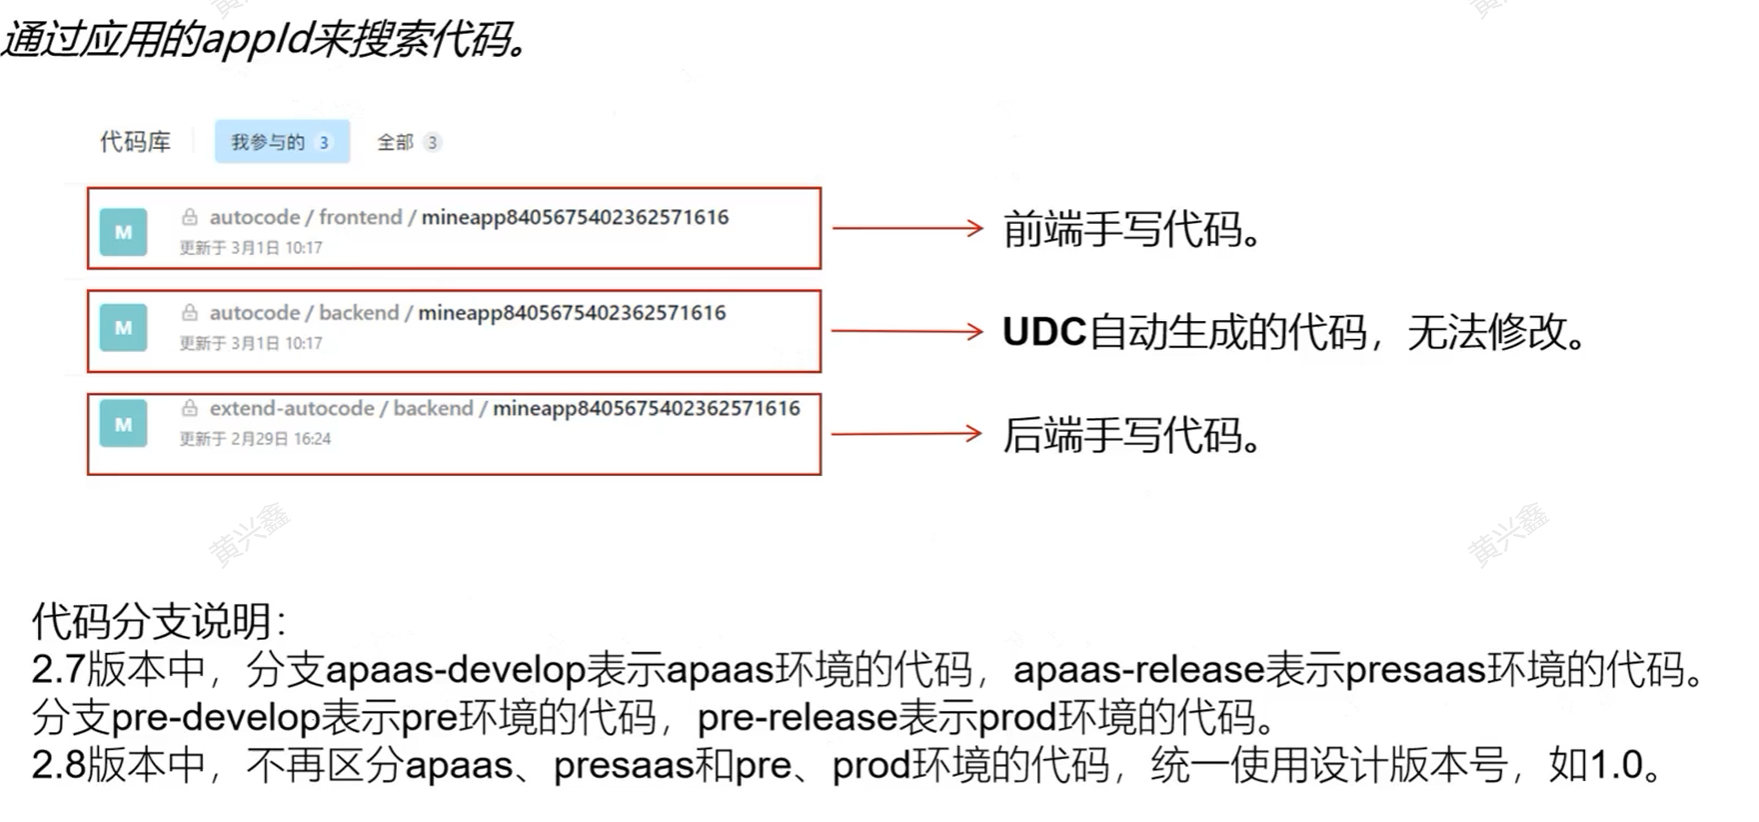 通过应用的appId来搜索代码。
代码库 我参与的 3 全部 3
M autocode / frontend / mineapp8405675402362571616
更新于 3月1日 10:17
前端手写代码。
M autocode / backend / mineapp8405675402362571616
更新于 3月1日 10:17
UDC自动生成的代码，无法修改。
M extend-autocode / backend / mineapp8405675402362571616
更新于 2月29日 16:24
后端手写代码。
黄兴鑫
黄兴鑫
代码分支说明：
2.7版本中，分支apaas-develop表示apaas环境的代码，apaas-release表示presaas环境的代码。
分支pre-develop表示pre环境的代码，pre-release表示prod环境的代码。
2.8版本中，不再区分apaas、presaas和pre、prod环境的代码，统一使用设计版本号，如1.0。